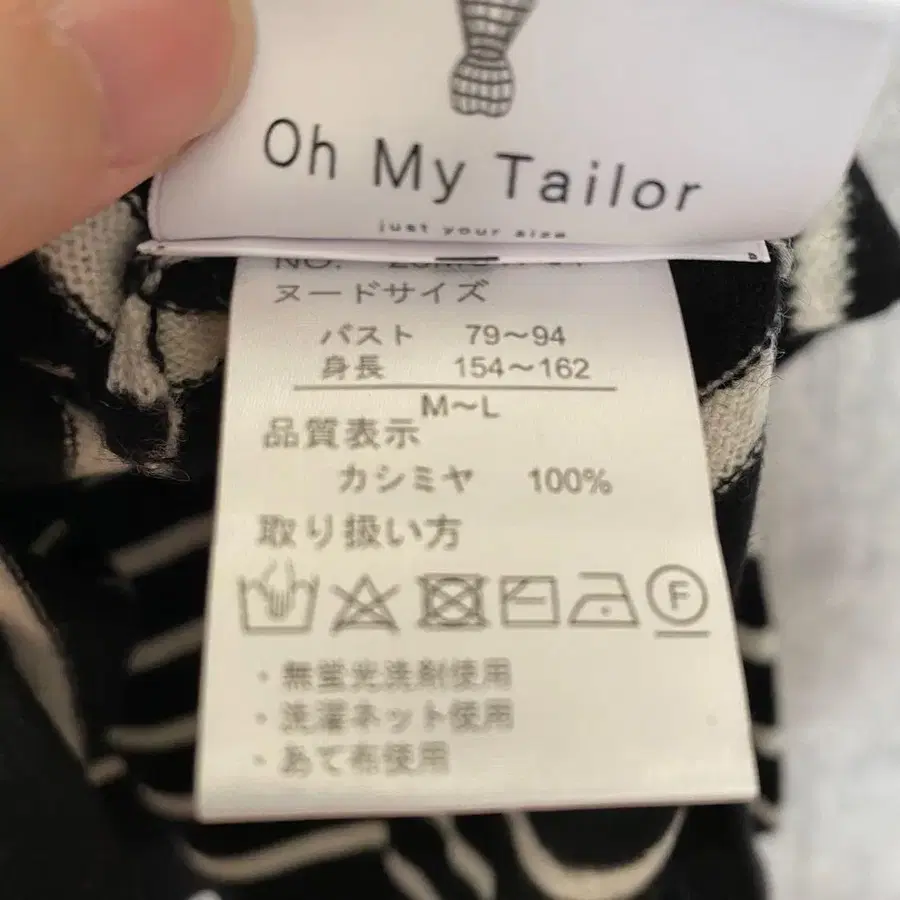 Oh My Tailor
just your size
NO.
ヌードサイズ
バスト 79～94
身長 154～162
M～L
品質表示
カシミヤ 100%
取り扱い方
F
・無蛍光洗剤使用
・洗濯ネット使用
・あて布使用